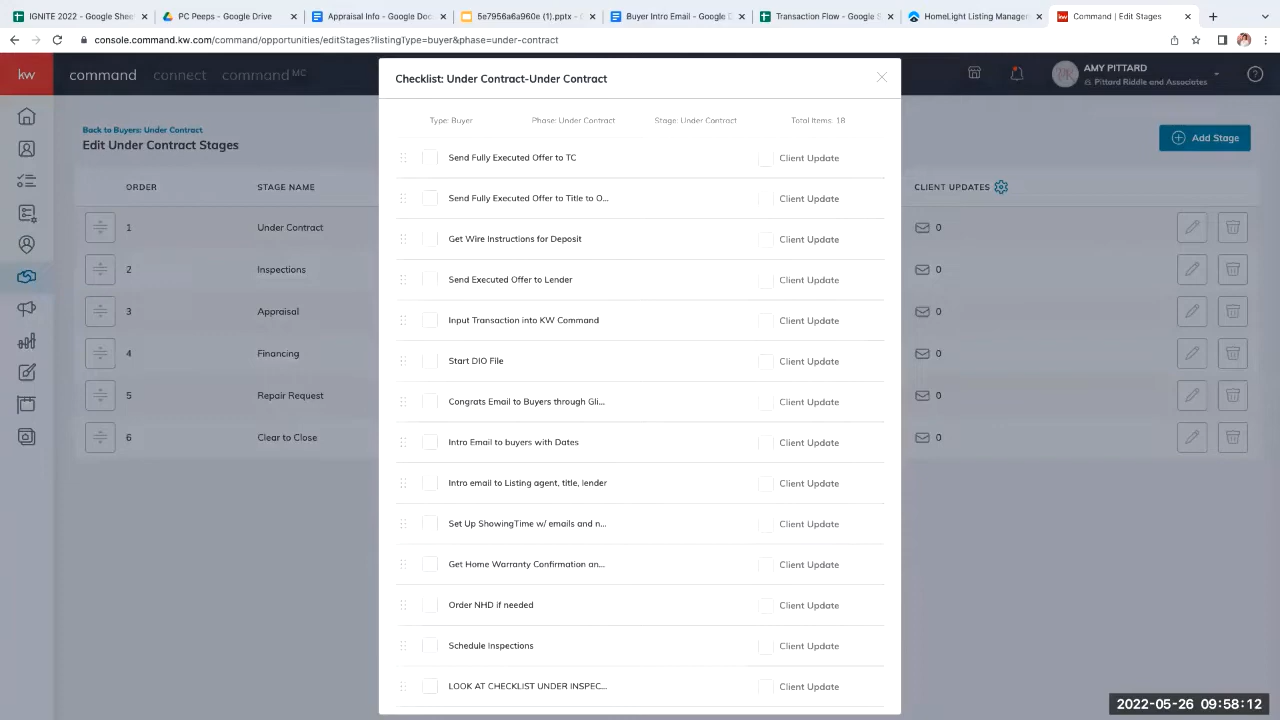 IGNITE 2022 - Google Shee
PC Peeps - Google Drive
Appraisal Info - Google Doc
5e7956a6a960e (1).pptx -
Buyer Intro Email - Google D
Transaction Flow - Google S
HomeLight Listing Manage
Command | Edit Stages
console.command.kw.com/command/opportunities/editStages?listingType=buyer&phase=under-contract
kw command connect command MC
AMY PITTARD
Pittard Riddle and Associates
Back to Buyers: Under Contract
Edit Under Contract Stages
Add Stage
ORDER STAGE NAME CLIENT UPDATES
1 Under Contract 0
2 Inspections 0
3 Appraisal 0
4 Financing 0
5 Repair Request 0
6 Clear to Close 0
Checklist: Under Contract-Under Contract
Type: Buyer Phase: Under Contract Stage: Under Contract Total Items: 18
Send Fully Executed Offer to TC Client Update
Send Fully Executed Offer to Title to O... Client Update
Get Wire Instructions for Deposit Client Update
Send Executed Offer to Lender Client Update
Input Transaction into KW Command Client Update
Start DIO File Client Update
Congrats Email to Buyers through Gli... Client Update
Intro Email to buyers with Dates Client Update
Intro email to Listing agent, title, lender Client Update
Set Up ShowingTime w/ emails and n... Client Update
Get Home Warranty Confirmation an... Client Update
Order NHD if needed Client Update
Schedule Inspections Client Update
LOOK AT CHECKLIST UNDER INSPEC... Client Update
2022-05-26 09:58:12